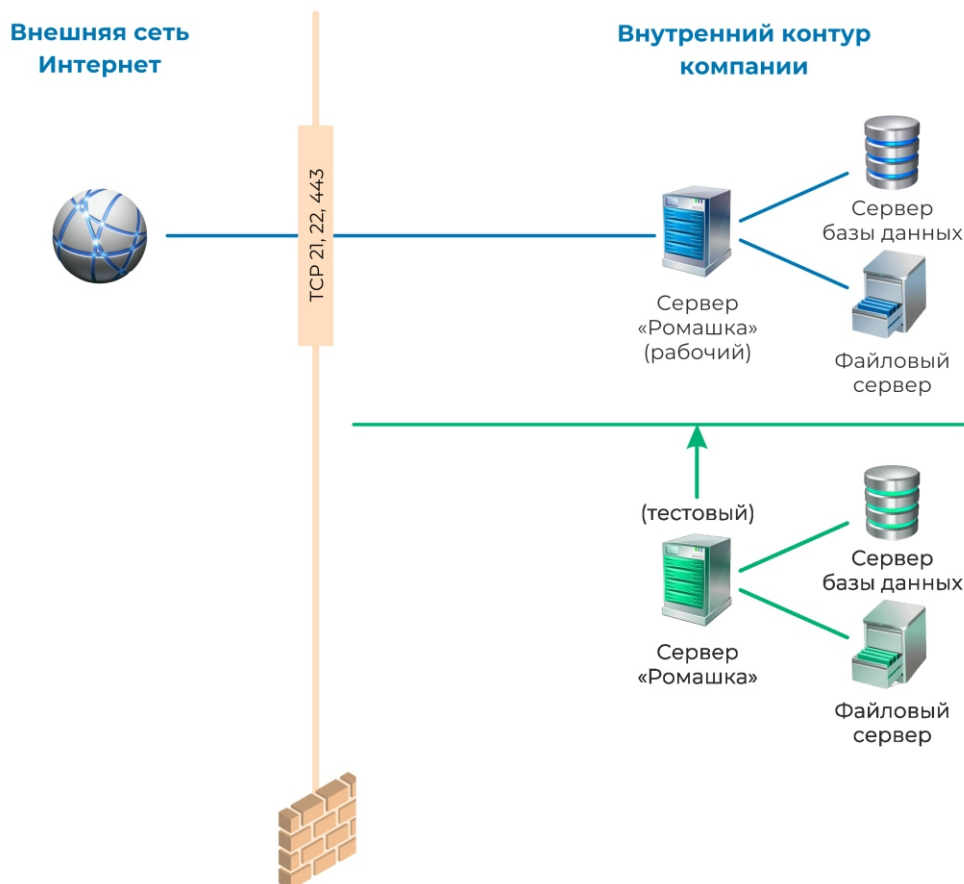 Внешняя сеть
Интернет
Внутренний контур
компании
TCP 21, 22, 443
Сервер
базы данных
Сервер
«Ромашка»
(рабочий)
Файловый
сервер
(тестовый)
Сервер
базы данных
Сервер
«Ромашка»
Файловый
сервер